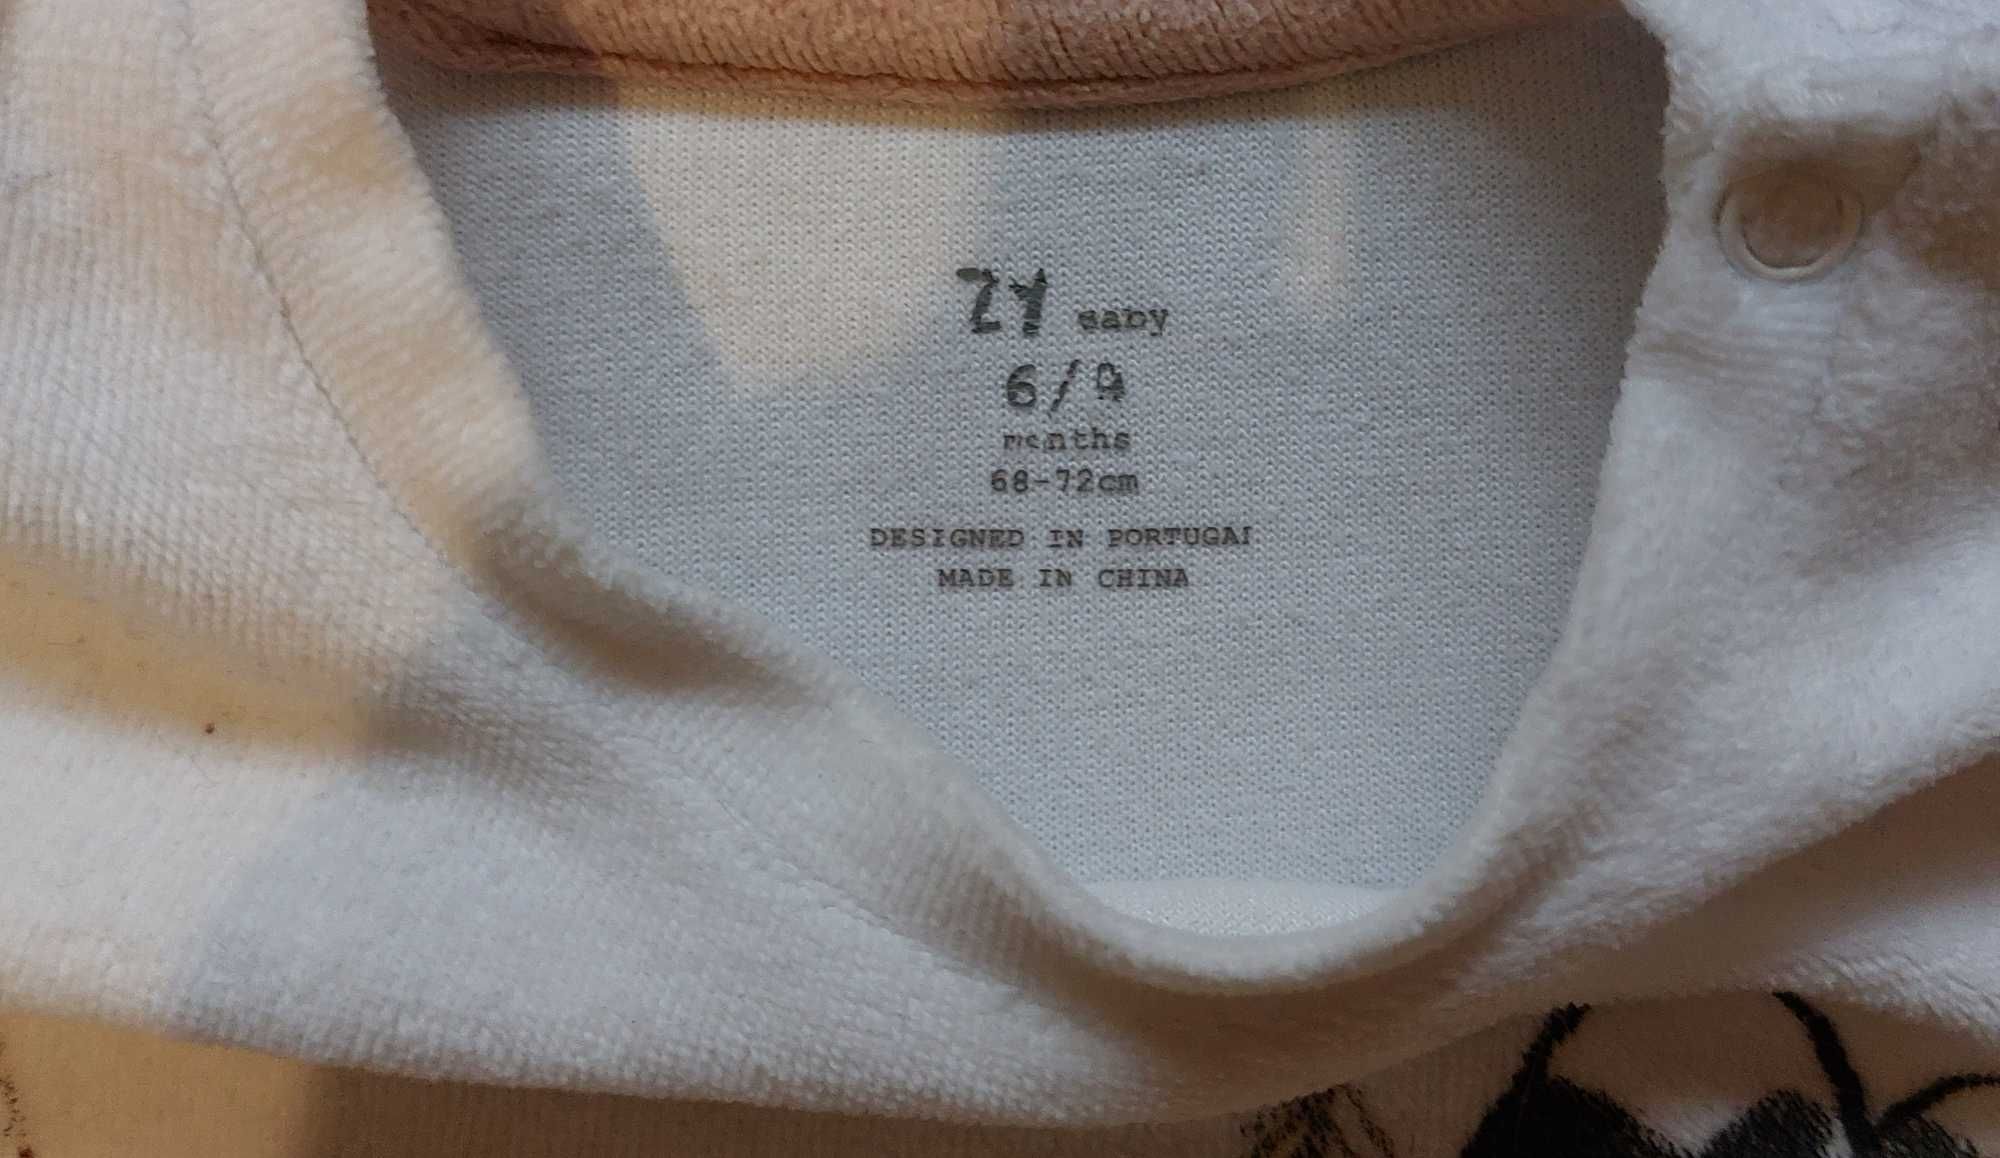 ZY baby
6/9
months
68-72cm
DESIGNED IN PORTUGAL
MADE IN CHINA